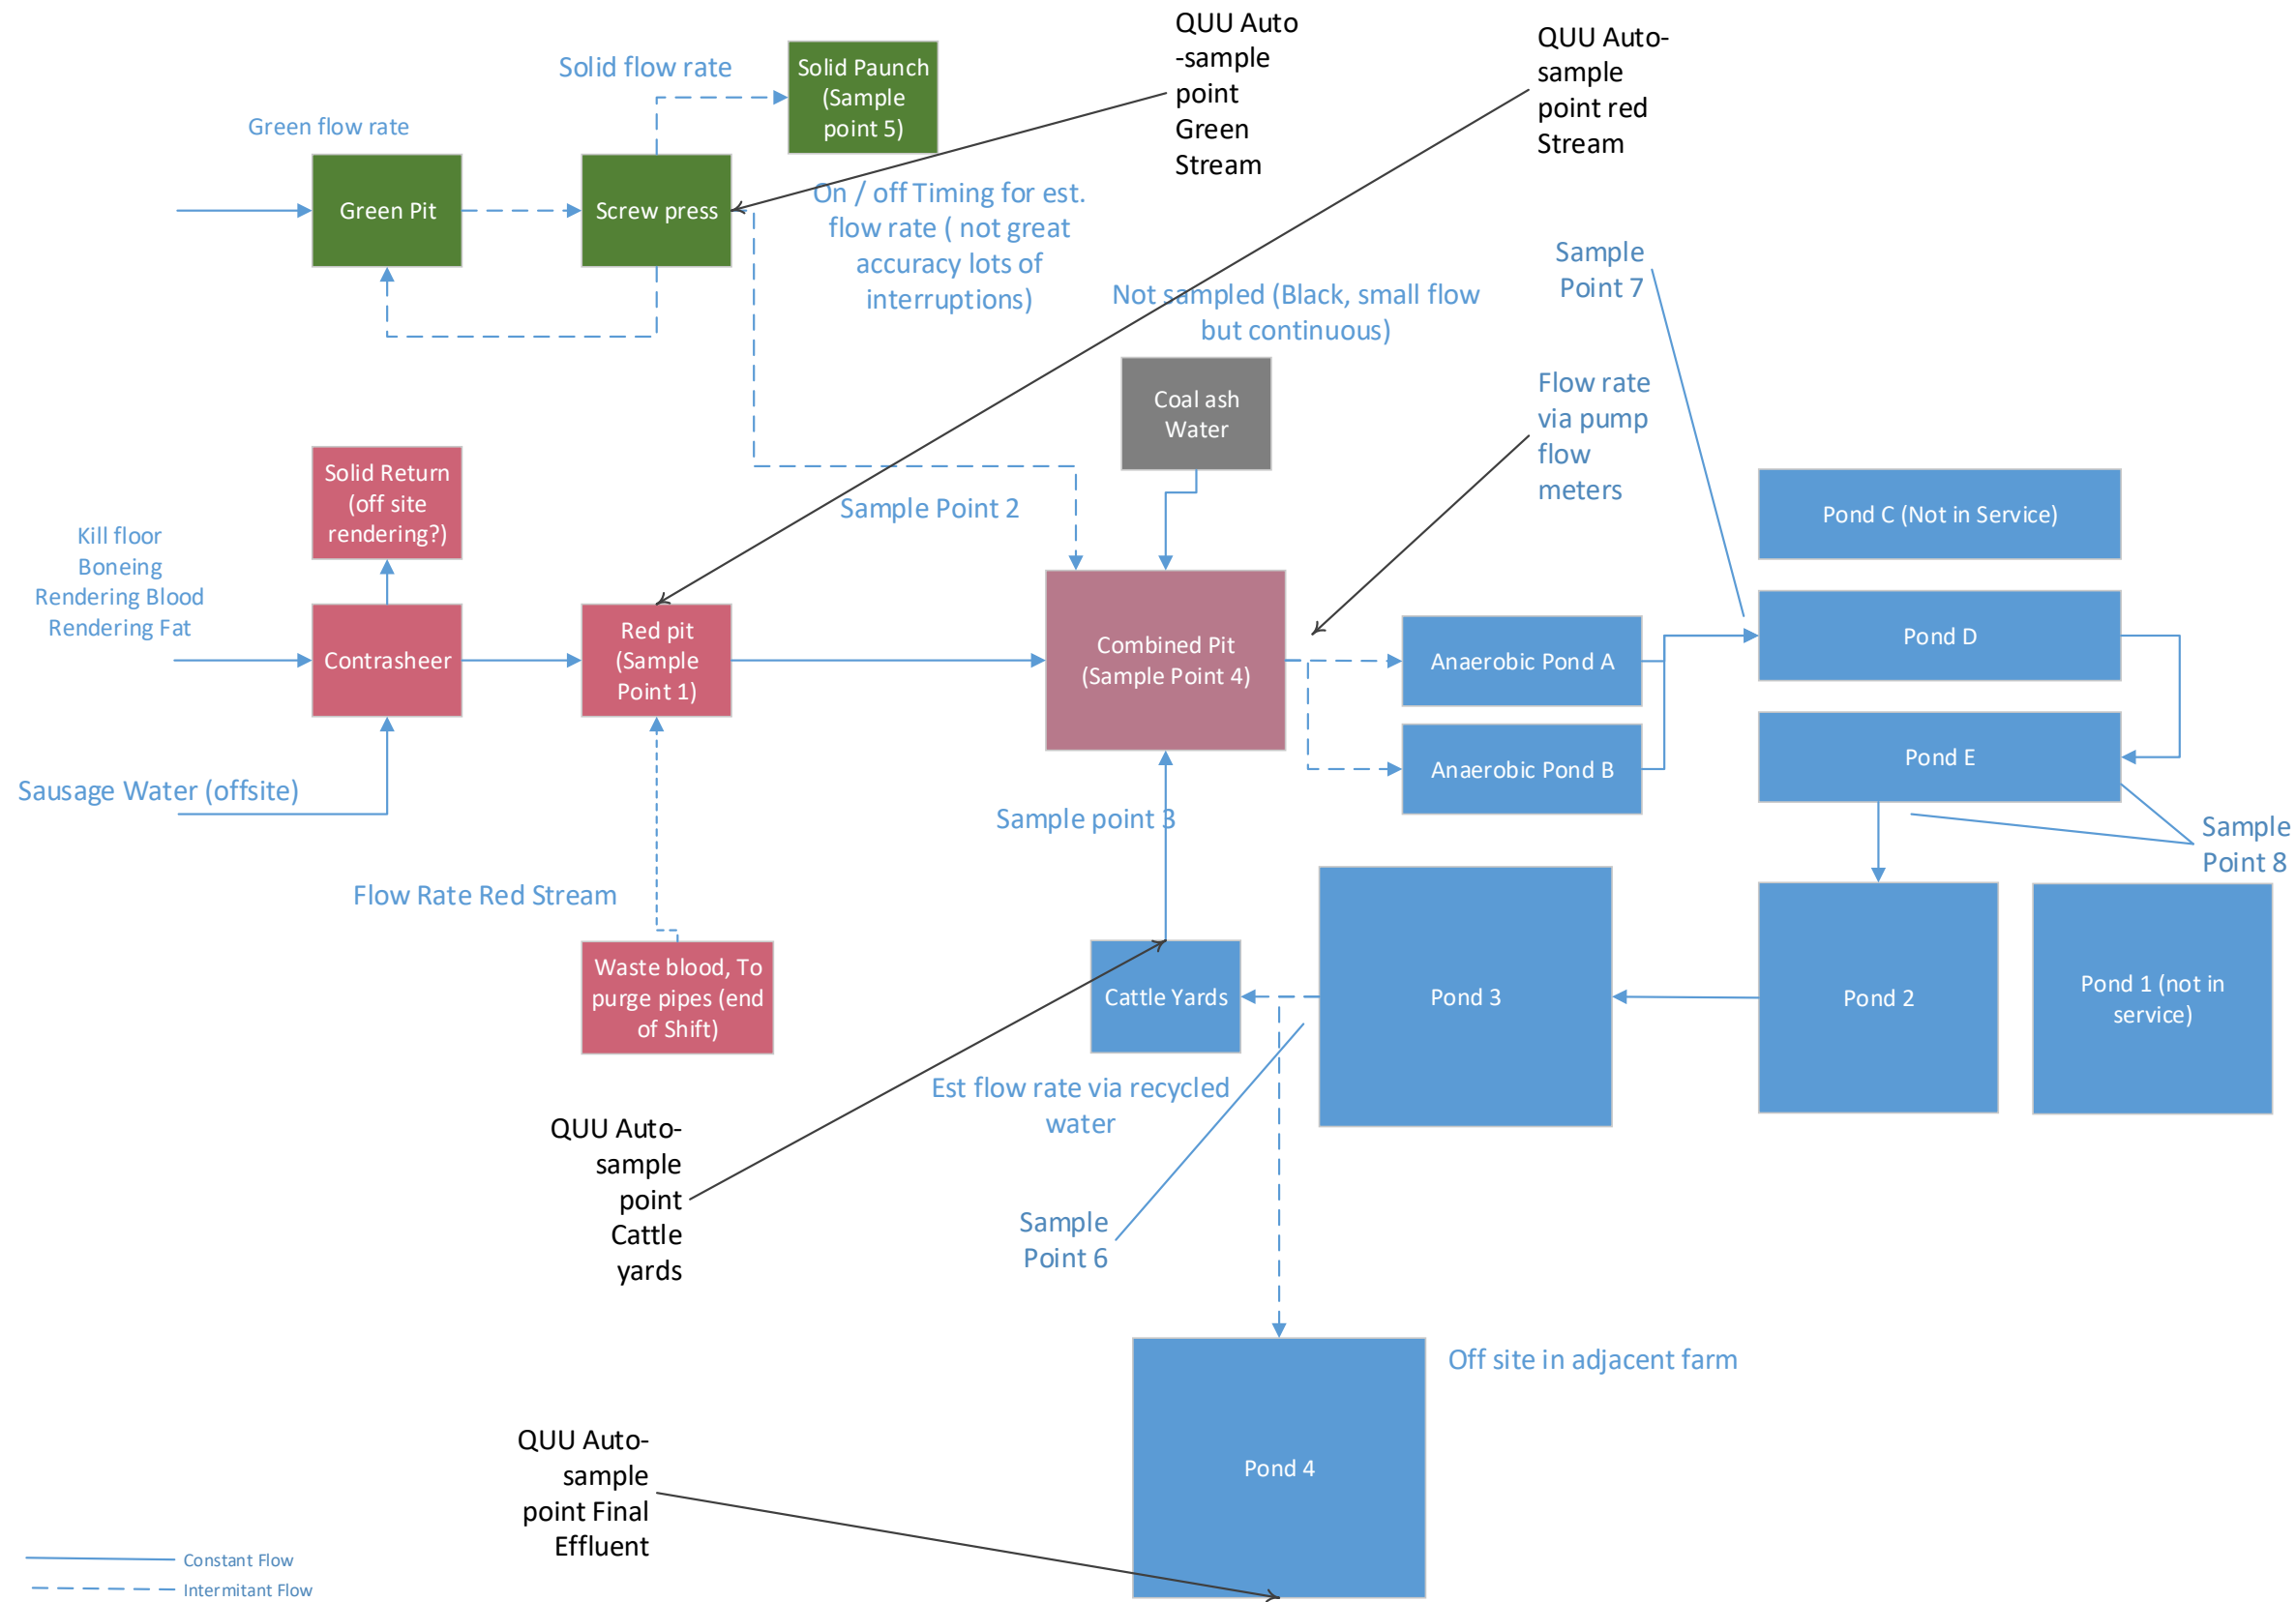 QUU Auto
-sample
point
Green
Stream
QUU Auto-
sample
point red
Stream
Solid flow rate
Solid Paunch
(Sample
point 5)
Green flow rate
Green Pit
Screw press
On / off Timing for est.
flow rate ( not great
accuracy lots of
interruptions)
Sample
Point 7
Not sampled (Black, small flow
but continuous)
Coal ash
Water
Flow rate
via pump
flow
meters
Solid Return
(off site
rendering?)
Sample Point 2
Pond C (Not in Service)
Kill floor
Boneing
Rendering Blood
Rendering Fat
Contrasheer
Red pit
(Sample
Point 1)
Combined Pit
(Sample Point 4)
Anaerobic Pond A
Pond D
Anaerobic Pond B
Pond E
Sausage Water (offsite)
Sample point 3
Sample
Point 8
Flow Rate Red Stream
Waste blood, To
purge pipes (end
of Shift)
Cattle Yards
Pond 3
Pond 2
Pond 1 (not in
service)
Est flow rate via recycled
water
QUU Auto-
sample
point
Cattle
yards
Sample
Point 6
Off site in adjacent farm
Pond 4
QUU Auto-
sample
point Final
Effluent
Constant Flow
Intermitant Flow